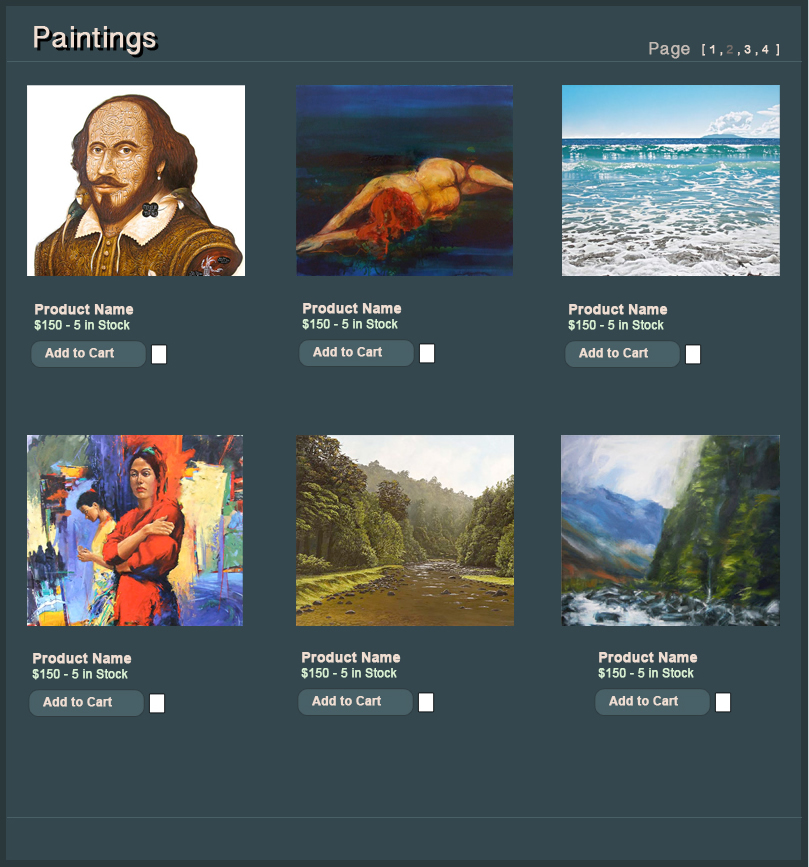 Paintings
Page [ 1 , 2 , 3 , 4 ]
Product Name
$150 - 5 in Stock
Add to Cart
Product Name
$150 - 5 in Stock
Add to Cart
Product Name
$150 - 5 in Stock
Add to Cart
Product Name
$150 - 5 in Stock
Add to Cart
Product Name
$150 - 5 in Stock
Add to Cart
Product Name
$150 - 5 in Stock
Add to Cart